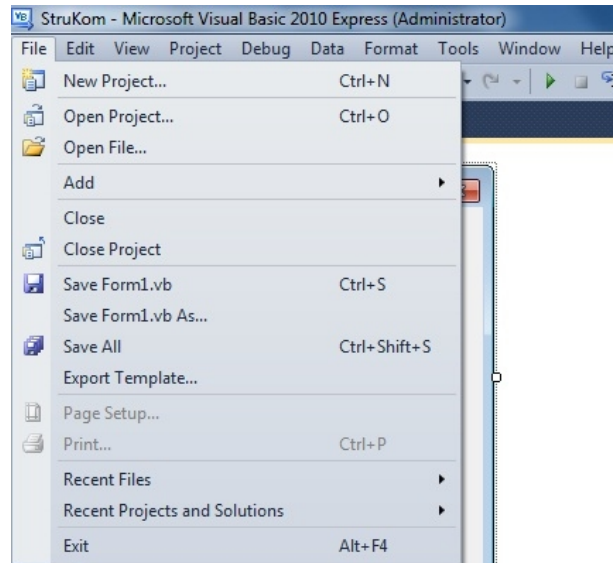 StruKom - Microsoft Visual Basic 2010 Express (Administrator)
File Edit View Project Debug Data Format Tools Window Help
New Project... Ctrl+N
Open Project... Ctrl+O
Open File...
Add
Close
Close Project
Save Form1.vb Ctrl+S
Save Form1.vb As...
Save All Ctrl+Shift+S
Export Template...
Page Setup...
Print... Ctrl+P
Recent Files
Recent Projects and Solutions
Exit Alt+F4